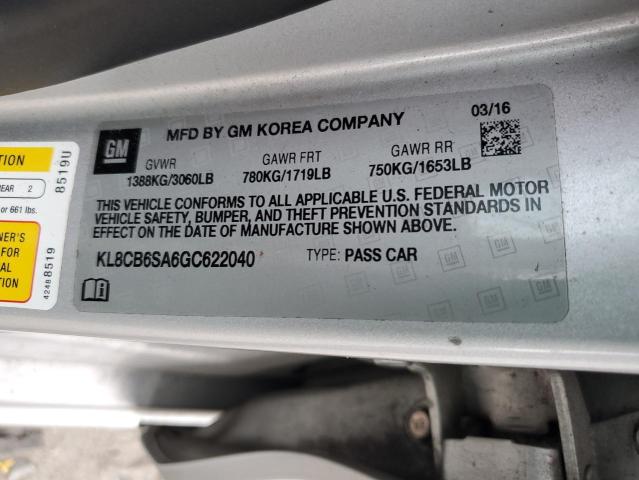 MFD BY GM KOREA COMPANY
03/16
GM
GVWR
1388KG/3060LB
GAWR FRT
780KG/1719LB
GAWR RR
750KG/1653LB
THIS VEHICLE CONFORMS TO ALL APPLICABLE U.S. FEDERAL MOTOR
VEHICLE SAFETY, BUMPER, AND THEFT PREVENTION STANDARDS IN
EFFECT ON THE DATE OF MANUFACTURE SHOWN ABOVE.
KL8CB6SA6GC622040
TYPE: PASS CAR
TION
REAR 2
or 661 lbs.
NER'S
FOR
AL
TION
8519U
42488519